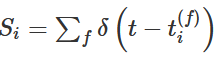 $S_i = \sum_f \delta \left( t - t_i^{(f)} \right)$